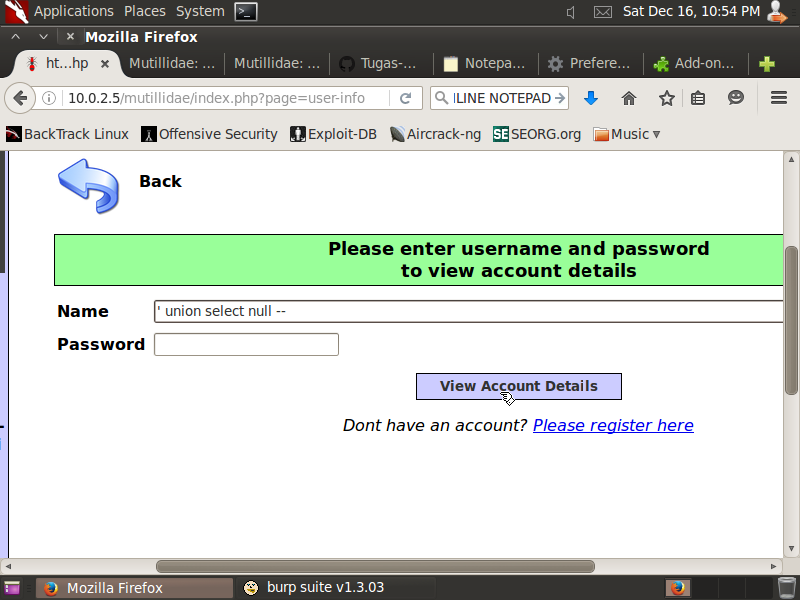 Applications Places System Sat Dec 16, 10:54 PM
Mozilla Firefox
ht...hp Mutillidae: ... Mutillidae: ... Tugas-... Notepa... Prefere... Add-on...
10.0.2.5/mutillidae/index.php?page=user-info ILINE NOTEPAD
BackTrack Linux Offensive Security Exploit-DB Aircrack-ng SE SEORG.org Music
Back
Please enter username and password
to view account details
Name ' union select null --
Password
View Account Details
Dont have an account? Please register here
Mozilla Firefox burp suite v1.3.03